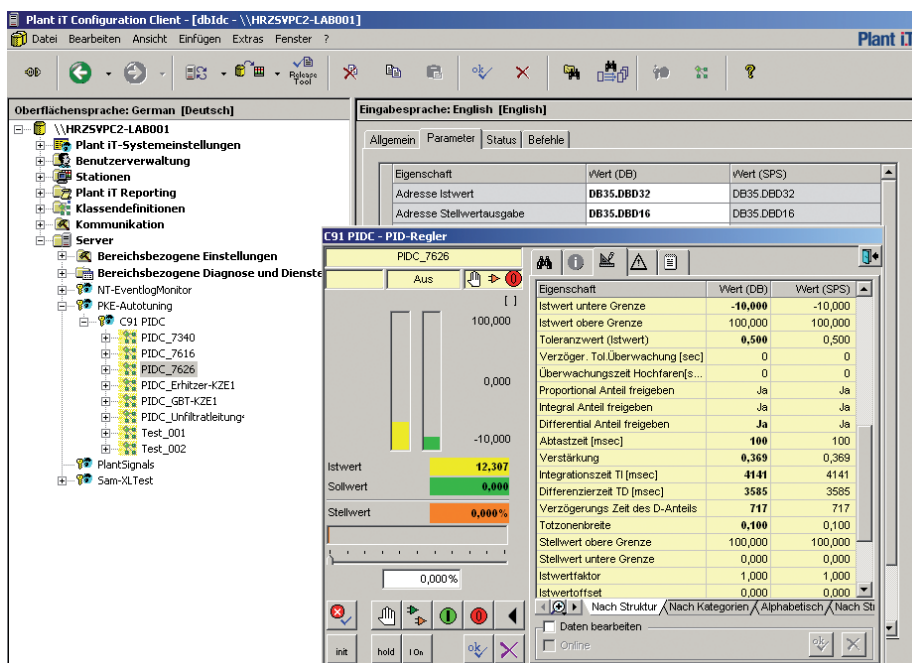 Plant iT Configuration Client - [dbIdc - \\HRZSVPC2-LAB001]
Datei Bearbeiten Ansicht Einfügen Extras Fenster ?
Plant iT
Release Tool
ok
Oberflächensprache: German [Deutsch]
\\HRZSVPC2-LAB001
Plant iT-Systemeinstellungen
Benutzerverwaltung
Stationen
Plant iT Reporting
Klassendefinitionen
Kommunikation
Server
Bereichsbezogene Einstellungen
Bereichsbezogene Diagnose und Dienste
NT-EventlogMonitor
PKE-Autotuning
C91 PIDC
PIDC_7340
PIDC_7616
PIDC_7626
PIDC_Erhitzer-KZE1
PIDC_GBT-KZE1
PIDC_Unfiltratleitung
Test_001
Test_002
PlantSignals
Sam-XLTest
Eingabesprache: English [English]
Allgemein Parameter Status Befehle
Eigenschaft Wert (DB) Wert (SPS)
Adresse Istwert DB35.DBD32 DB35.DBD32
Adresse Stellwertausgabe DB35.DBD16 DB35.DBD16
C91 PIDC - PID-Regler
PIDC_7626
Aus 0
[ ]
100,000
0,000
-10,000
Istwert 12,307
Sollwert 0,000
Stellwert 0,000%
0,000%
0
init hold I On ok
Eigenschaft Wert (DB) Wert (SPS)
Istwert untere Grenze -10,000 -10,000
Istwert obere Grenze 100,000 100,000
Toleranzwert (Istwert) 0,500 0,500
Verzöger. Tol.Überwachung [sec] 0 0
Überwachungszeit Hochfaren[s... 0 0
Proportional Anteil freigeben Ja Ja
Integral Anteil freigeben Ja Ja
Differential Anteil freigeben Ja Ja
Abtastzeit [msec] 100 100
Verstärkung 0,369 0,369
Integrationszeit TI [msec] 4141 4141
Differenzierzeit TD [msec] 3585 3585
Verzögerungs Zeit des D-Anteils 717 717
Totzonenbreite 0,100 0,100
Stellwert obere Grenze 100,000 100,000
Stellwert untere Grenze 0,000 0,000
Istwertfaktor 1,000 1,000
Istwertoffset 0,000 0,000
Nach Struktur Nach Kategorien Alphabetisch Nach Str
Daten bearbeiten
Online
ok